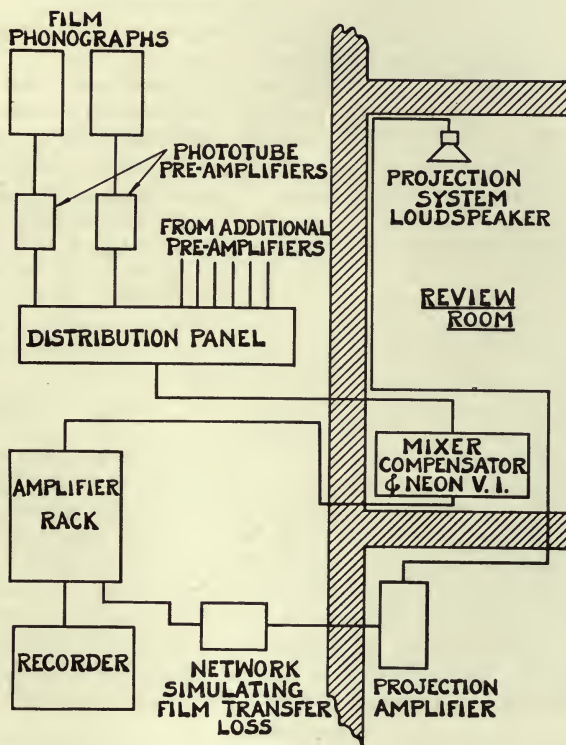 FILM
PHONOGRAPHS
PHOTOTUBE
PRE-AMPLIFIERS
FROM ADDITIONAL
PRE-AMPLIFIERS
DISTRIBUTION PANEL
PROJECTION
SYSTEM
LOUDSPEAKER
REVIEW
ROOM
MIXER
COMPENSATOR
& NEON V. I.
AMPLIFIER
RACK
RECORDER
NETWORK
SIMULATING
FILM TRANSFER
LOSS
PROJECTION
AMPLIFIER